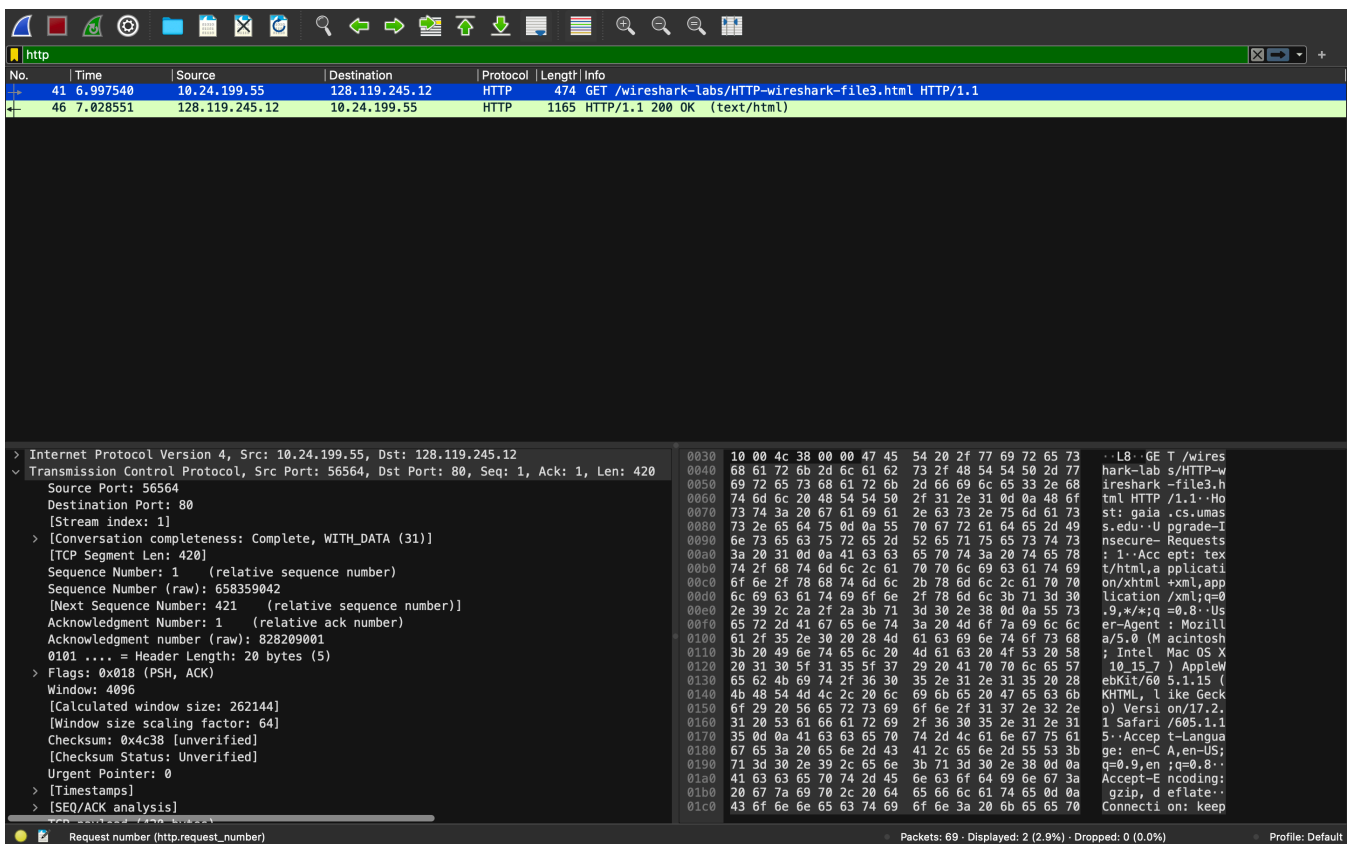 http
+
No. Time Source Destination Protocol Length Info
41 6.997540 10.24.199.55 128.119.245.12 HTTP 474 GET /wireshark-labs/HTTP-wireshark-file3.html HTTP/1.1
46 7.028551 128.119.245.12 10.24.199.55 HTTP 1165 HTTP/1.1 200 OK (text/html)
> Internet Protocol Version 4, Src: 10.24.199.55, Dst: 128.119.245.12
Transmission Control Protocol, Src Port: 56564, Dst Port: 80, Seq: 1, Ack: 1, Len: 420
Source Port: 56564
Destination Port: 80
[Stream index: 1]
> [Conversation completeness: Complete, WITH_DATA (31)]
[TCP Segment Len: 420]
Sequence Number: 1 (relative sequence number)
Sequence Number (raw): 658359042
[Next Sequence Number: 421 (relative sequence number)]
Acknowledgment Number: 1 (relative ack number)
Acknowledgment number (raw): 828209001
0101 .... = Header Length: 20 bytes (5)
> Flags: 0x018 (PSH, ACK)
Window: 4096
[Calculated window size: 262144]
[Window size scaling factor: 64]
Checksum: 0x4c38 [unverified]
[Checksum Status: Unverified]
Urgent Pointer: 0
> [Timestamps]
> [SEQ/ACK analysis]
TCP payload (420 bytes)
0030 10 00 4c 38 00 00 47 45 54 20 2f 77 69 72 65 73 ··L8··GE T /wires
0040 68 61 72 6b 2d 6c 61 62 73 2f 48 54 54 50 2d 77 hark-lab s/HTTP-w
0050 69 72 65 73 68 61 72 6b 2d 66 69 6c 65 33 2e 68 ireshark -file3.h
0060 74 6d 6c 20 48 54 54 50 2f 31 2e 31 0d 0a 48 6f tml HTTP /1.1··Ho
0070 73 74 3a 20 67 61 69 61 2e 63 73 2e 75 6d 61 73 st: gaia .cs.umas
0080 73 2e 65 64 75 0d 0a 55 70 67 72 61 64 65 2d 49 s.edu··U pgrade-I
0090 6e 73 65 63 75 72 65 2d 52 65 71 75 65 73 74 73 nsecure- Requests
00a0 3a 20 31 0d 0a 41 63 63 65 70 74 3a 20 74 65 78 : 1··Acc ept: tex
00b0 74 2f 68 74 6d 6c 2c 61 70 70 6c 69 63 61 74 69 t/html,a pplicati
00c0 6f 6e 2f 78 68 74 6d 6c 2b 78 6d 6c 2c 61 70 70 on/xhtml +xml,app
00d0 6c 69 63 61 74 69 6f 6e 2f 78 6d 6c 3b 71 3d 30 lication /xml;q=0
00e0 2e 39 2c 2a 2f 2a 3b 71 3d 30 2e 38 0d 0a 55 73 .9,*/*;q =0.8··Us
00f0 65 72 2d 41 67 65 6e 74 3a 20 4d 6f 7a 69 6c 6c er-Agent : Mozill
0100 61 2f 35 2e 30 20 28 4d 61 63 69 6e 74 6f 73 68 a/5.0 (M acintosh
0110 3b 20 49 6e 74 65 6c 20 4d 61 63 20 4f 53 20 58 ; Intel Mac OS X
0120 20 31 30 5f 31 35 5f 37 29 20 41 70 70 6c 65 57 10_15_7 ) AppleW
0130 65 62 4b 69 74 2f 36 30 35 2e 31 2e 31 35 20 28 ebKit/60 5.1.15 (
0140 4b 48 54 4d 4c 2c 20 6c 69 6b 65 20 47 65 63 6b KHTML, l ike Geck
0150 6f 29 20 56 65 72 73 69 6f 6e 2f 31 37 2e 32 2e o) Versi on/17.2.
0160 31 20 53 61 66 61 72 69 2f 36 30 35 2e 31 2e 31 1 Safari /605.1.1
0170 35 0d 0a 41 63 63 65 70 74 2d 4c 61 6e 67 75 61 5··Accep t-Langua
0180 67 65 3a 20 65 6e 2d 43 41 2c 65 6e 2d 55 53 3b ge: en-C A,en-US;
0190 71 3d 30 2e 39 2c 65 6e 3b 71 3d 30 2e 38 0d 0a q=0.9,en ;q=0.8··
01a0 41 63 63 65 70 74 2d 45 6e 63 6f 64 69 6e 67 3a Accept-E ncoding:
01b0 20 67 7a 69 70 2c 20 64 65 66 6c 61 74 65 0d 0a gzip, d eflate··
01c0 43 6f 6e 6e 65 63 74 69 6f 6e 3a 20 6b 65 65 70 Connecti on: keep
Request number (http.request_number)
Packets: 69 · Displayed: 2 (2.9%) · Dropped: 0 (0.0%)
Profile: Default